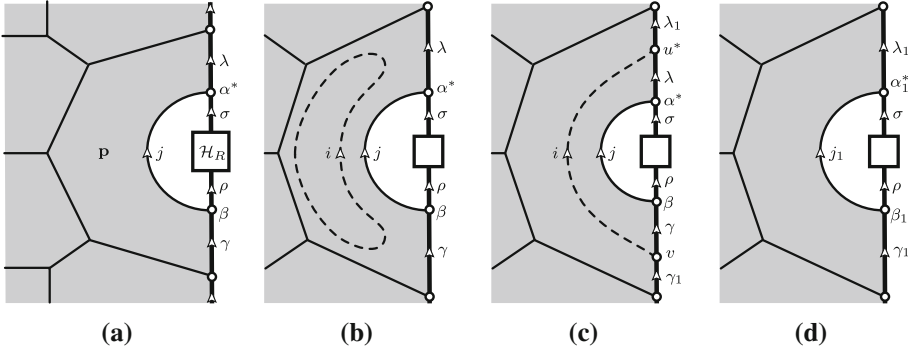 λ
α*
σ
p
j
ℋ_R
ρ
β
γ
λ
α*
σ
i
j
ρ
β
γ
λ₁
u*
λ
α*
σ
i
j
ρ
β
γ
v
γ₁
λ₁
α₁*
σ
j₁
ρ
β₁
γ₁
(a) (b) (c) (d)